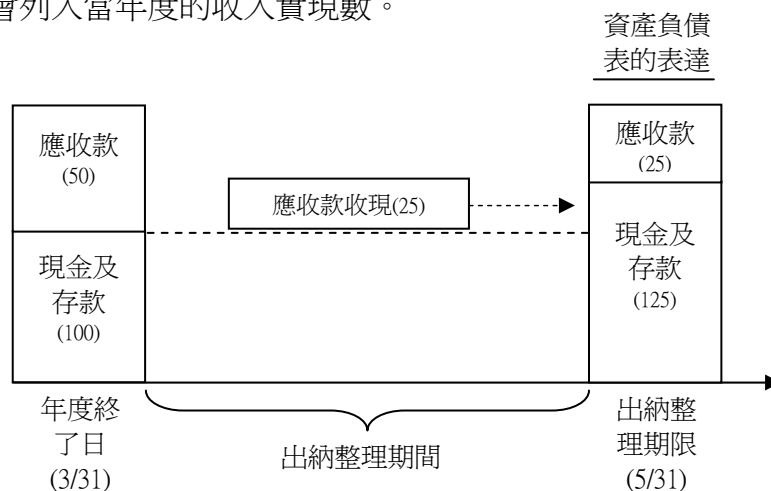 會列入當年度的收入實現數。
資產負債
表的表達
應收款
(50)
應收款
(25)
應收款收現(25)
現金及
存款
(100)
現金及
存款
(125)
年度終
了日
(3/31)
出納整理期間
出納整
理期限
(5/31)